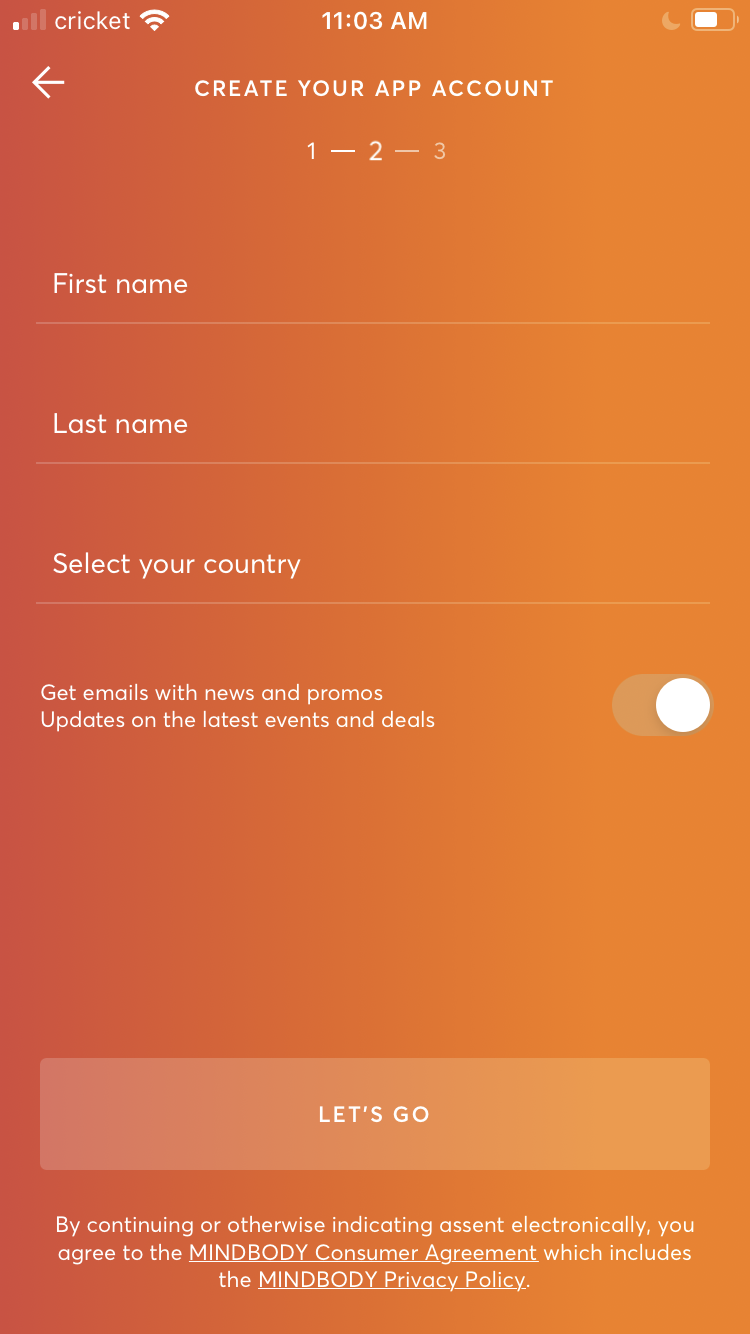 cricket 11:03 AM
CREATE YOUR APP ACCOUNT
1 — 2 — 3
First name
Last name
Select your country
Get emails with news and promos
Updates on the latest events and deals
LET'S GO
By continuing or otherwise indicating assent electronically, you
agree to the MINDBODY Consumer Agreement which includes
the MINDBODY Privacy Policy.